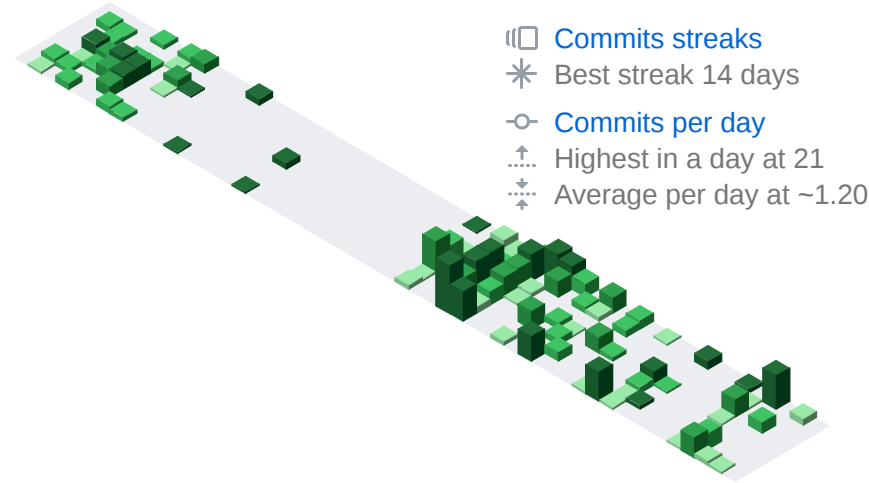 Commits streaks
Best streak 14 days
Commits per day
Highest in a day at 21
Average per day at ~1.20